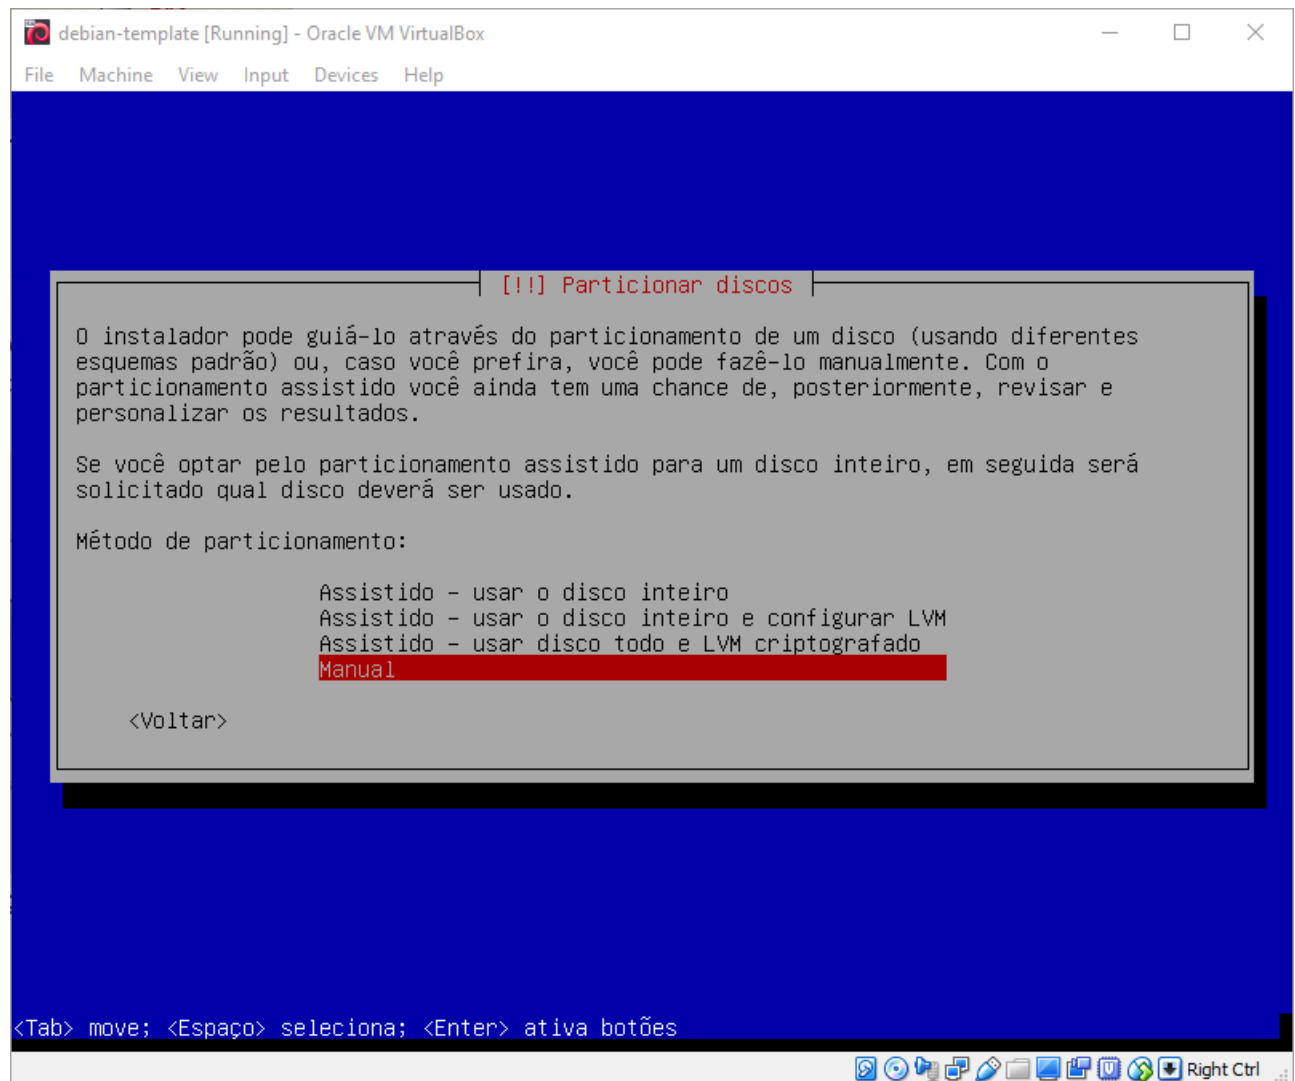 debian-template [Running] - Oracle VM VirtualBox
File Machine View Input Devices Help
[!!] Particionar discos
O instalador pode guiá-lo através do particionamento de um disco (usando diferentes
esquemas padrão) ou, caso você prefira, você pode fazê-lo manualmente. Com o
particionamento assistido você ainda tem uma chance de, posteriormente, revisar e
personalizar os resultados.
Se você optar pelo particionamento assistido para um disco inteiro, em seguida será
solicitado qual disco deverá ser usado.
Método de particionamento:
Assistido – usar o disco inteiro
Assistido – usar o disco inteiro e configurar LVM
Assistido – usar disco todo e LVM criptografado
Manual
<Voltar>
<Tab> move; <Espaço> seleciona; <Enter> ativa botões
Right Ctrl